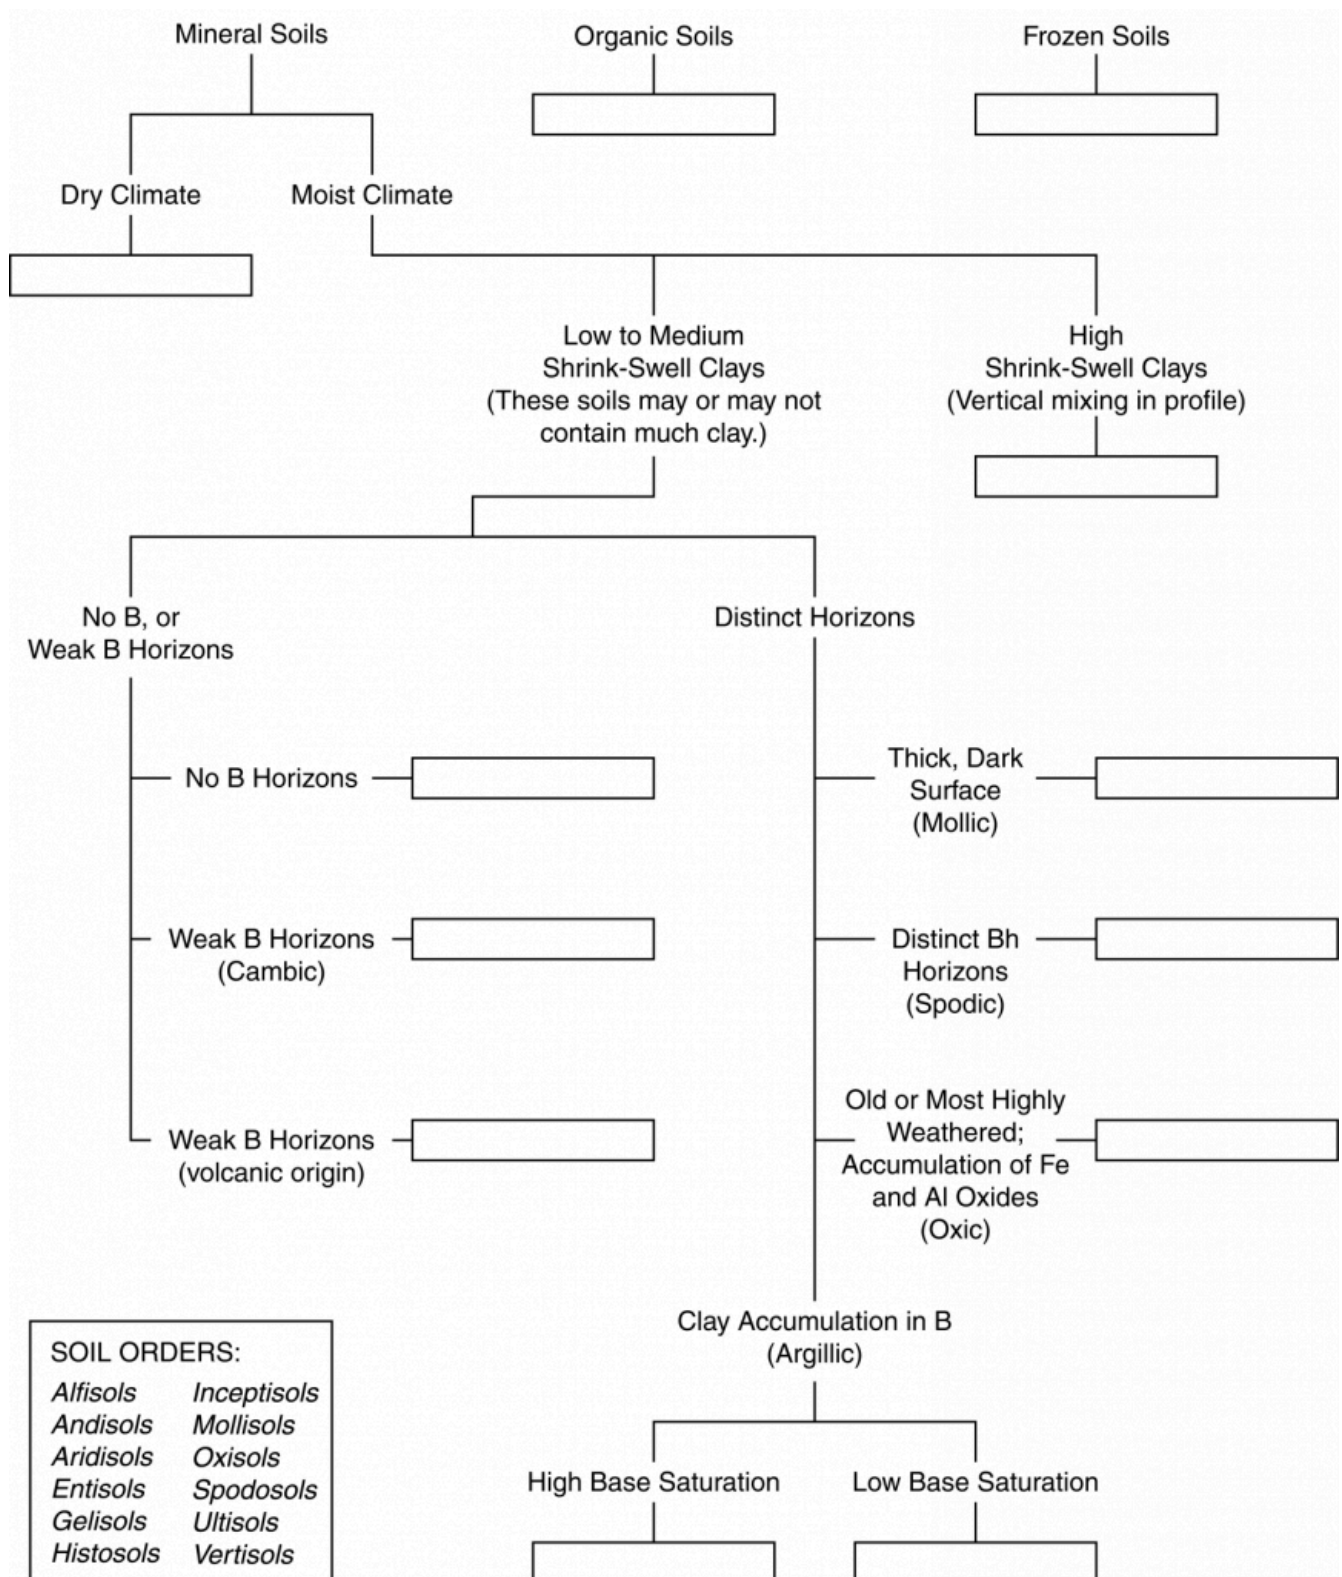 Mineral Soils
Organic Soils
Frozen Soils
Dry Climate
Moist Climate
Low to Medium
Shrink-Swell Clays
(These soils may or may not
contain much clay.)
High
Shrink-Swell Clays
(Vertical mixing in profile)
No B, or
Weak B Horizons
Distinct Horizons
No B Horizons
Thick, Dark
Surface
(Mollic)
Weak B Horizons
(Cambic)
Distinct Bh
Horizons
(Spodic)
Weak B Horizons
(volcanic origin)
Old or Most Highly
Weathered;
Accumulation of Fe
and Al Oxides
(Oxic)
Clay Accumulation in B
(Argillic)
High Base Saturation
Low Base Saturation
SOIL ORDERS:
Alfisols Inceptisols
Andisols Mollisols
Aridisols Oxisols
Entisols Spodosols
Gelisols Ultisols
Histosols Vertisols